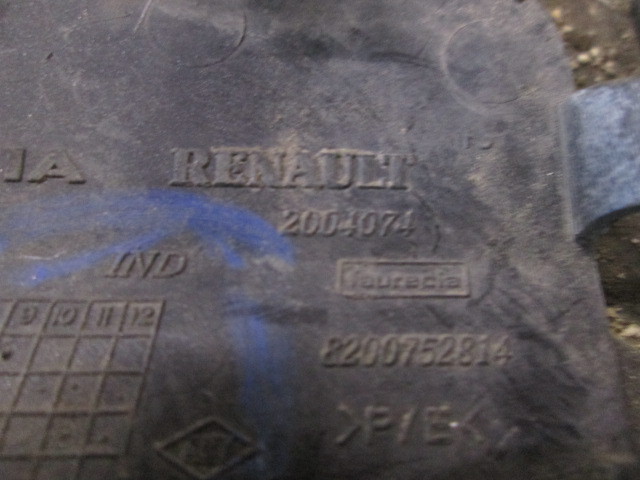 RENAULT
2004074
IND
faurecia
9 10 11 12
8200752814
>P/E<